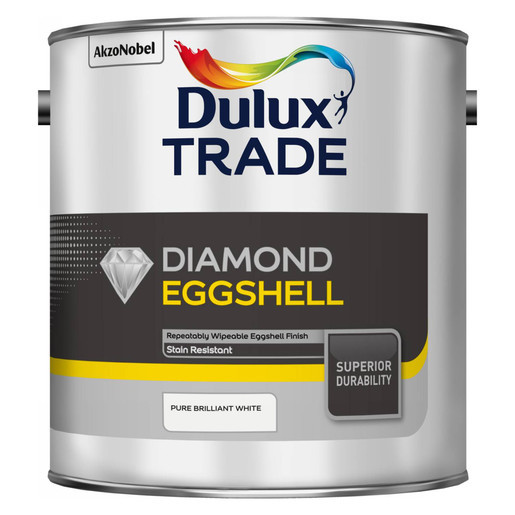 AkzoNobel
Dulux
TRADE
DIAMOND
EGGSHELL
Repeatably Wipeable Eggshell Finish
Stain Resistant
SUPERIOR
DURABILITY
PURE BRILLIANT WHITE